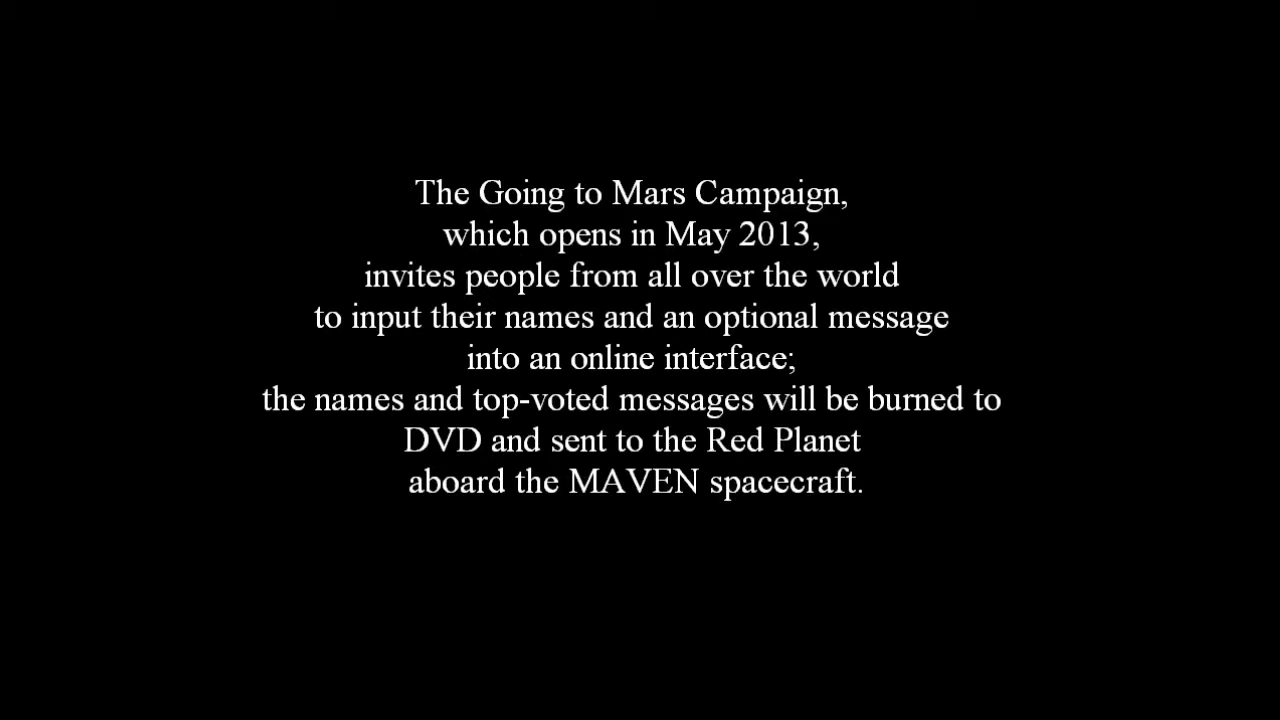 The Going to Mars Campaign,
which opens in May 2013,
invites people from all over the world
to input their names and an optional message
into an online interface;
the names and top-voted messages will be burned to
DVD and sent to the Red Planet
aboard the MAVEN spacecraft.